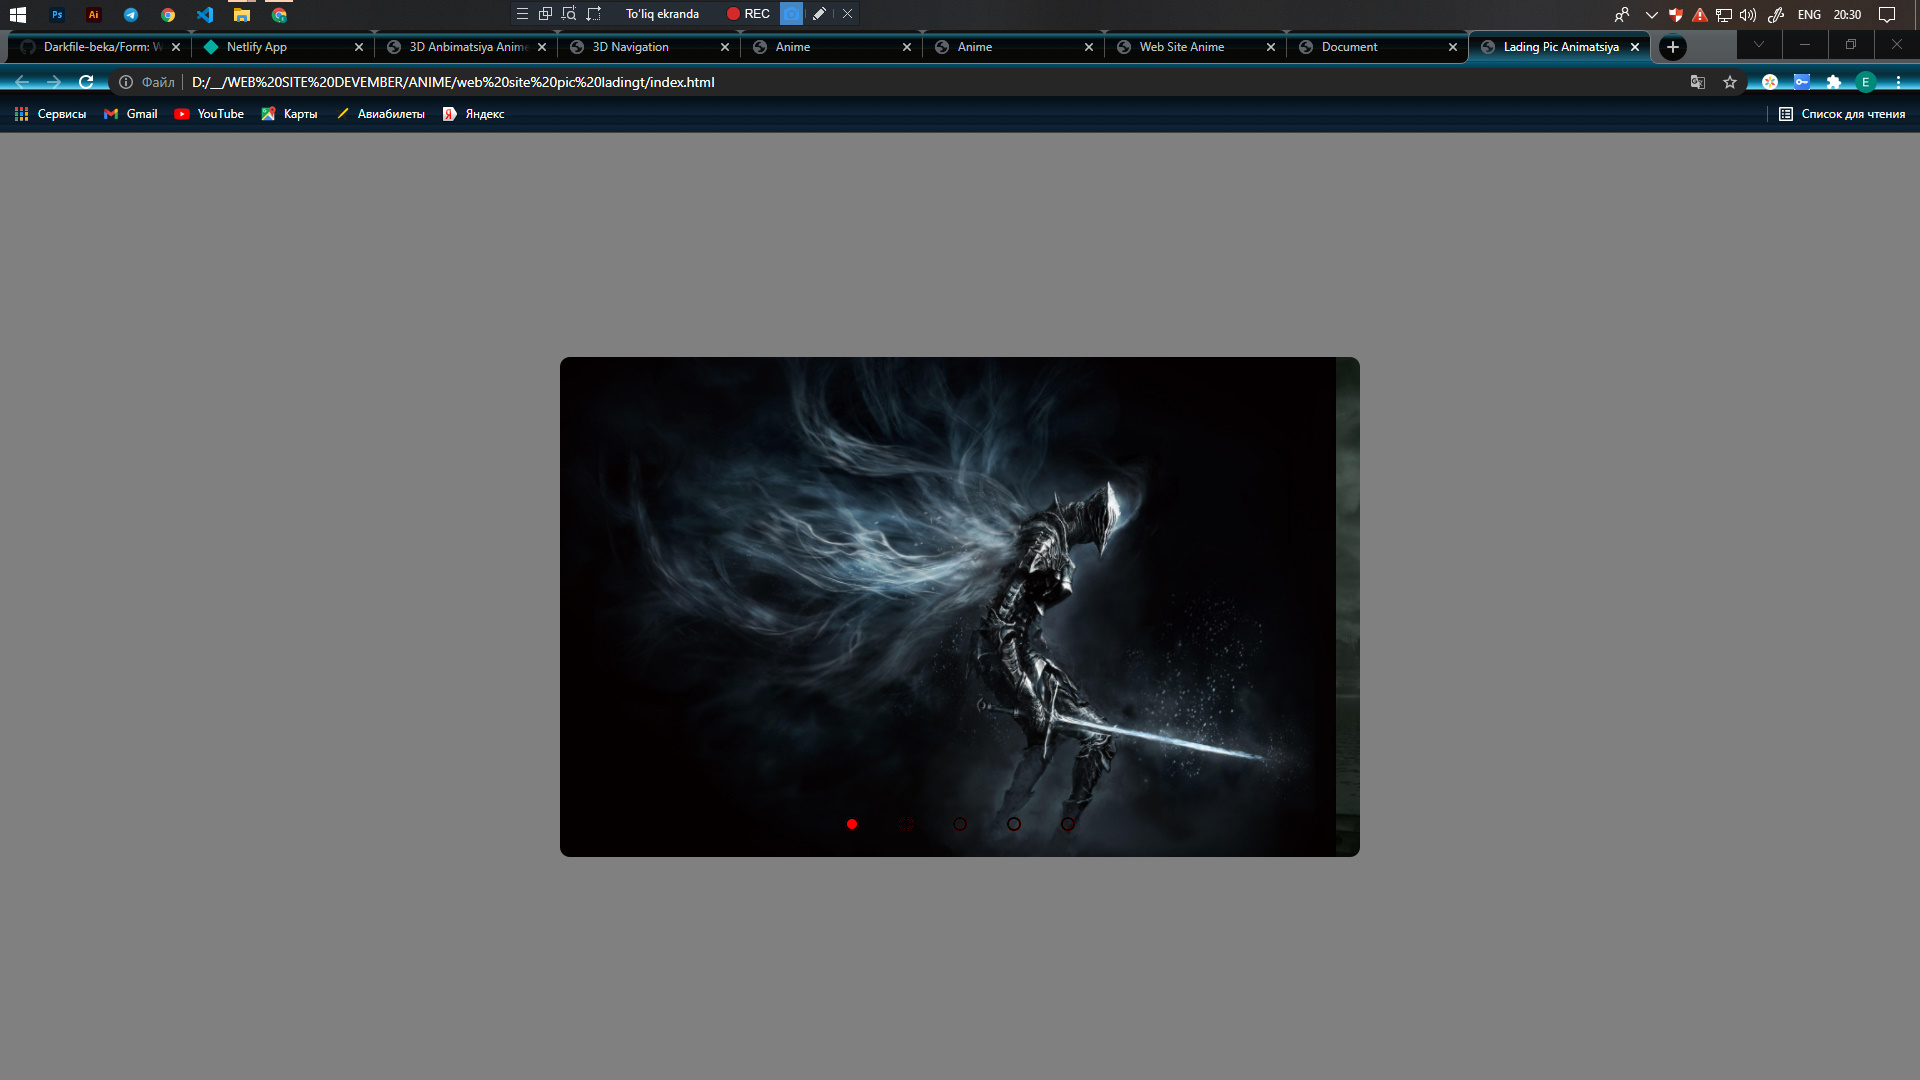 Ps Ai To'liq ekranda REC ENG 20:30
Darkfile-beka/Form: W Netlify App 3D Anbimatsiya Anime 3D Navigation Anime Anime Web Site Anime Document Lading Pic Animatsiya
Файл D:/__/WEB%20SITE%20DEVEMBER/ANIME/web%20site%20pic%20ladingt/index.html E
Сервисы Gmail YouTube Карты Авиабилеты Я Яндекс Список для чтения